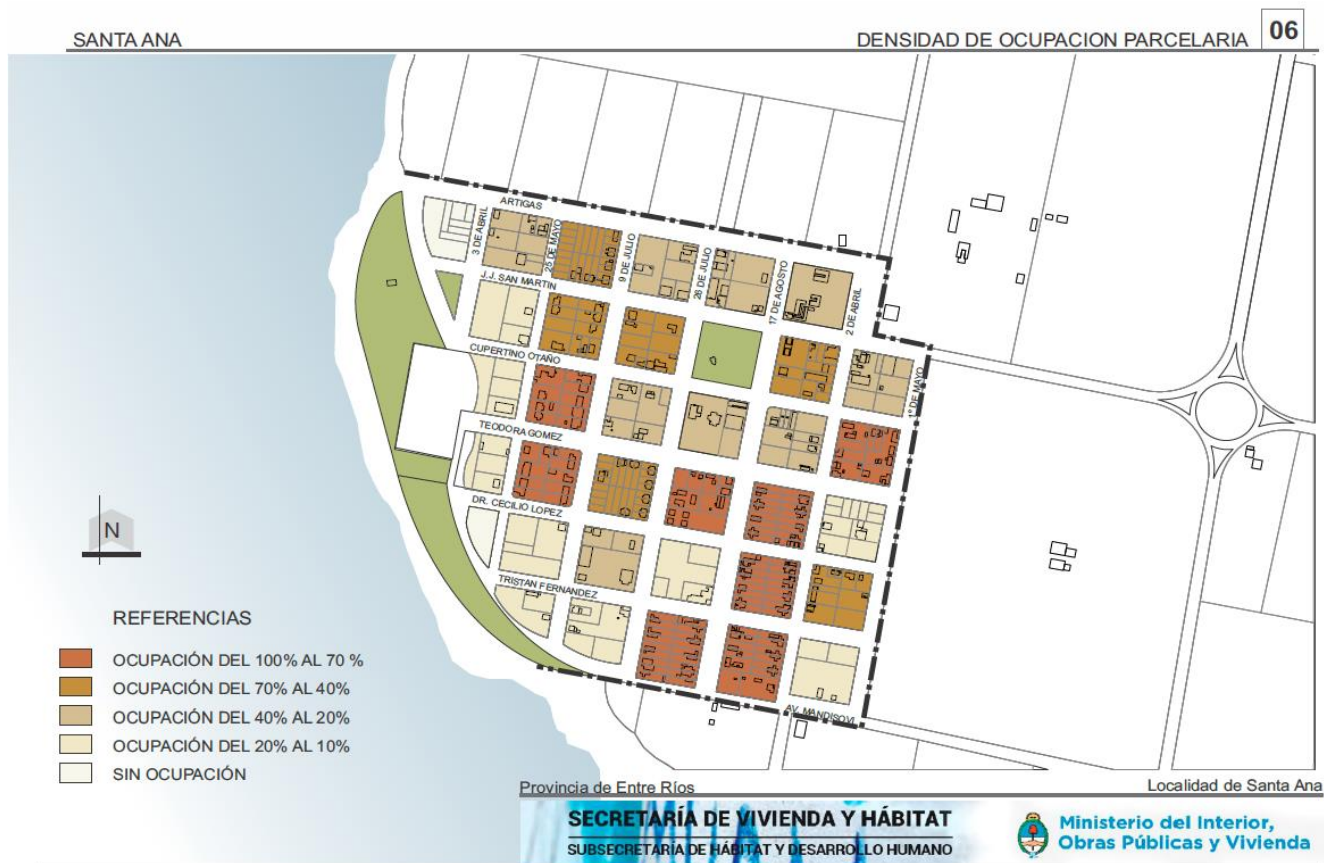 SANTA ANA
DENSIDAD DE OCUPACION PARCELARIA
06
ARTIGAS
3 DE ABRIL
25 DE MAYO
9 DE JULIO
26 DE JULIO
17 DE AGOSTO
2 DE ABRIL
1º DE MAYO
J.J. SAN MARTIN
CUPERTINO OTAÑO
TEODORA GOMEZ
DR. CECILIO LOPEZ
TRISTAN FERNANDEZ
AV. MANDISOVI
N
REFERENCIAS
OCUPACIÓN DEL 100% AL 70 %
OCUPACIÓN DEL 70% AL 40%
OCUPACIÓN DEL 40% AL 20%
OCUPACIÓN DEL 20% AL 10%
SIN OCUPACIÓN
Provincia de Entre Ríos
Localidad de Santa Ana
SECRETARÍA DE VIVIENDA Y HÁBITAT
SUBSECRETARÍA DE HÁBITAT Y DESARROLLO HUMANO
Ministerio del Interior,
Obras Públicas y Vivienda